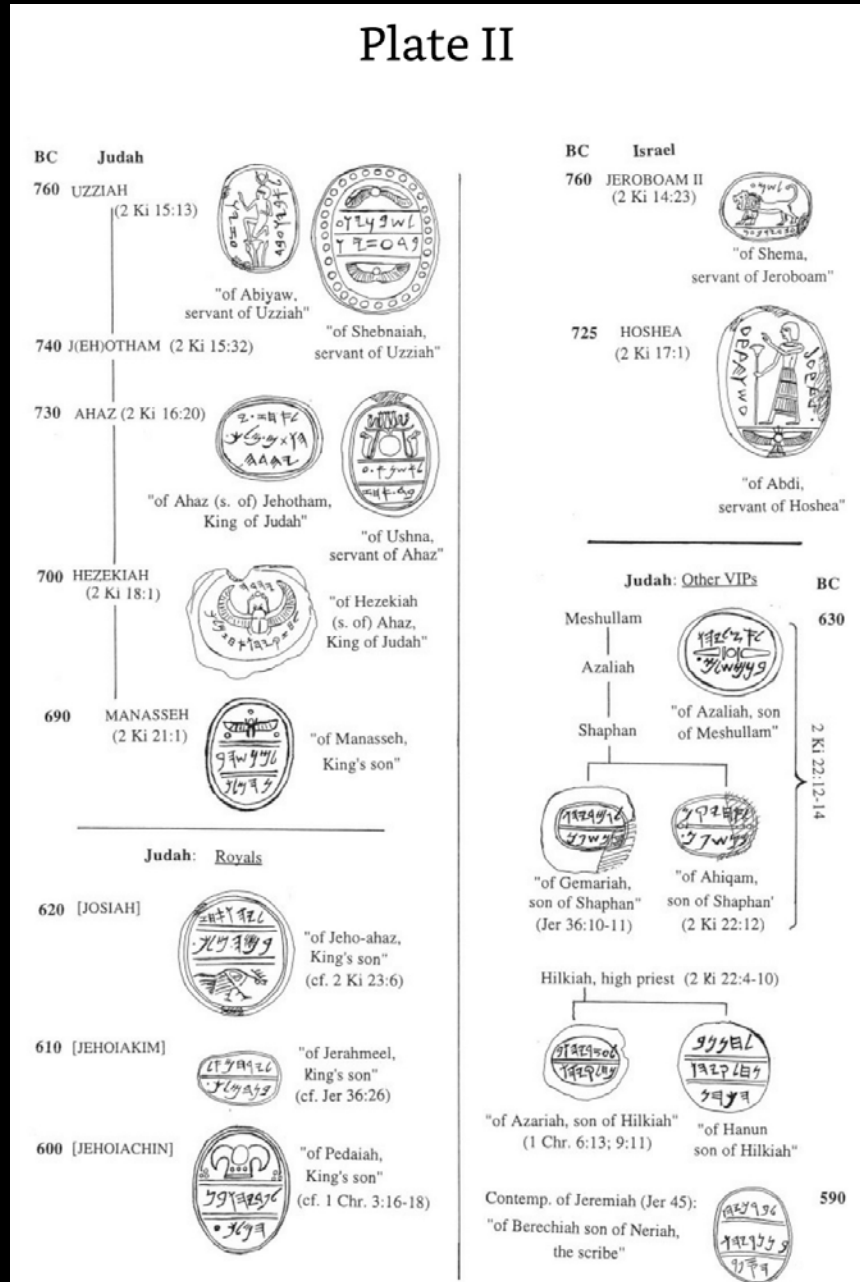 Plate II
BC Judah
760 UZZIAH
(2 Ki 15:13)
"of Abiyaw,
servant of Uzziah"
"of Shebnaiah,
servant of Uzziah"
740 J(EH)OTHAM (2 Ki 15:32)
730 AHAZ (2 Ki 16:20)
"of Ahaz (s. of) Jehotham,
King of Judah"
"of Ushna,
servant of Ahaz"
700 HEZEKIAH
(2 Ki 18:1)
"of Hezekiah
(s. of) Ahaz,
King of Judah"
690 MANASSEH
(2 Ki 21:1)
"of Manasseh,
King's son"
Judah: Royals
620 [JOSIAH]
"of Jeho-ahaz,
King's son"
(cf. 2 Ki 23:6)
610 [JEHOIAKIM]
"of Jerahmeel,
King's son"
(cf. Jer 36:26)
600 [JEHOIACHIN]
"of Pedaiah,
King's son"
(cf. 1 Chr. 3:16-18)
BC Israel
760 JEROBOAM II
(2 Ki 14:23)
"of Shema,
servant of Jeroboam"
725 HOSHEA
(2 Ki 17:1)
"of Abdi,
servant of Hoshea"
Judah: Other VIPs BC
Meshullam 630
Azaliah
"of Azaliah, son
of Meshullam"
Shaphan
2 Ki 22:12-14
"of Gemariah,
son of Shaphan"
(Jer 36:10-11)
"of Ahiqam,
son of Shaphan'
(2 Ki 22:12)
Hilkiah, high priest (2 Ki 22:4-10)
"of Azariah, son of Hilkiah"
(1 Chr. 6:13; 9:11)
"of Hanun
son of Hilkiah"
Contemp. of Jeremiah (Jer 45): 590
"of Berechiah son of Neriah,
the scribe"